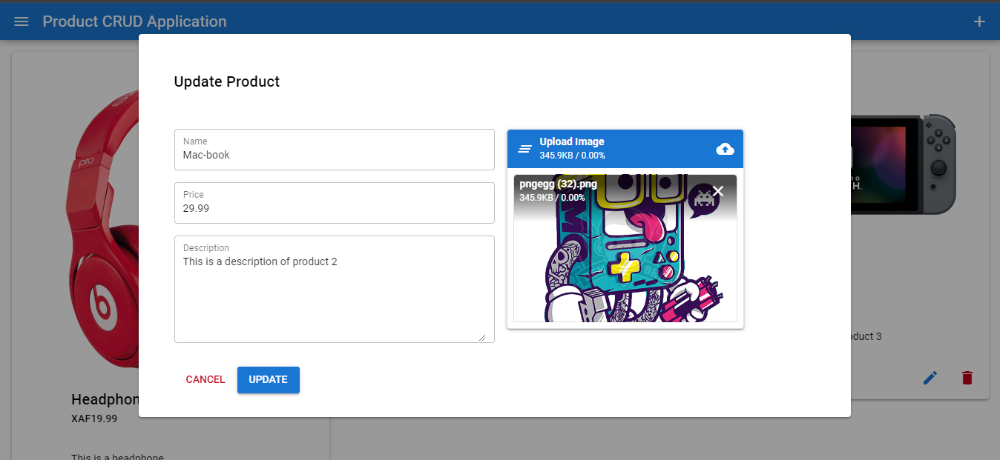 Product CRUD Application
Update Product
Name
Mac-book
Price
29.99
Description
This is a description of product 2
Upload Image
345.9KB / 0.00%
pngegg (32).png
345.9KB / 0.00%
CANCEL
UPDATE
pro
Headphon
XAF19.99
This is a headphone
oduct 3